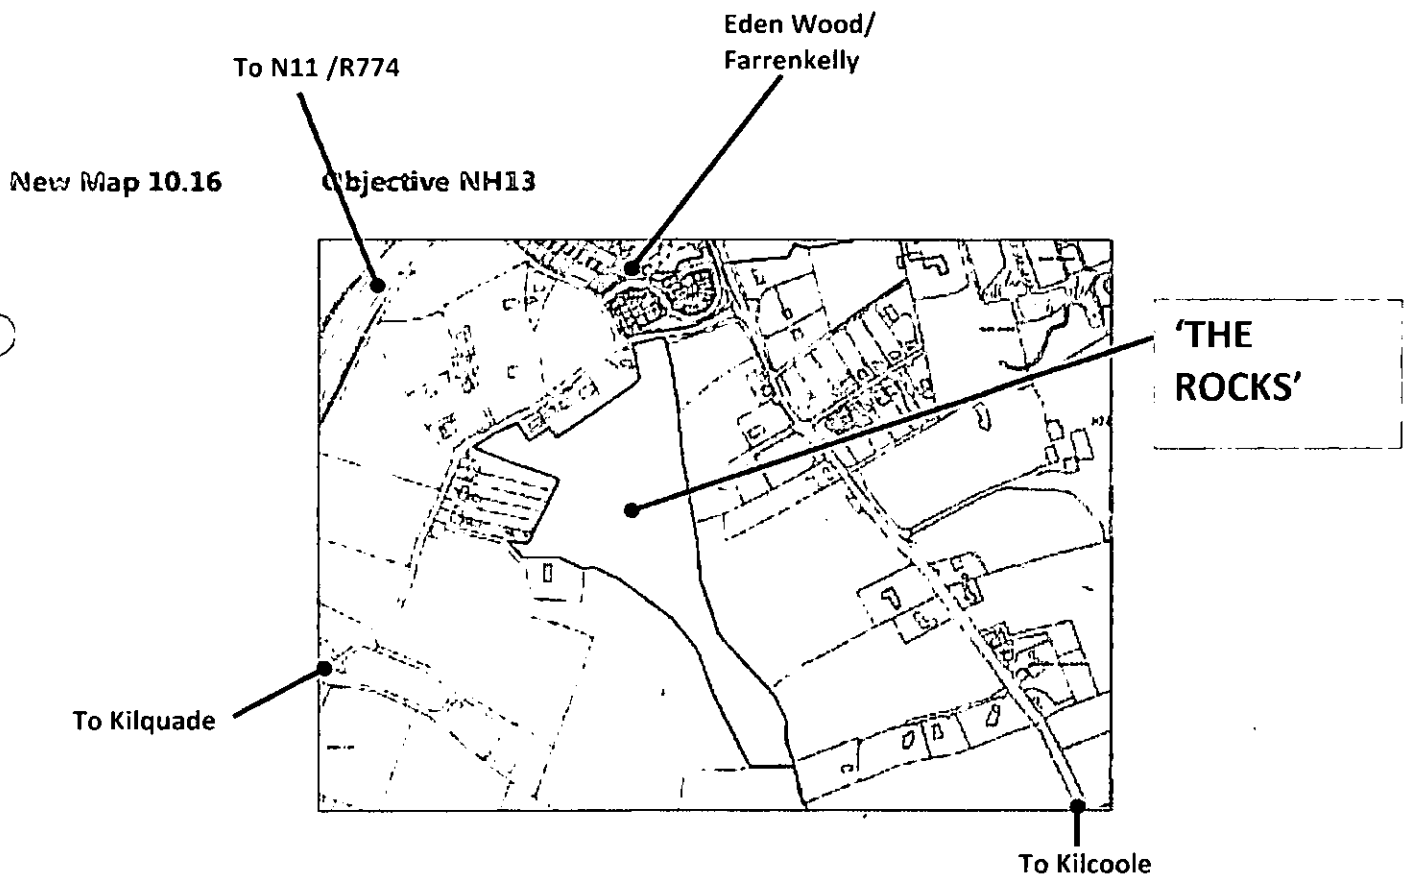 Eden Wood/
Farrenkelly
To N11 /R774
New Map 10.16 Objective NH13
'THE
ROCKS'
To Kilquade
To Kilcoole